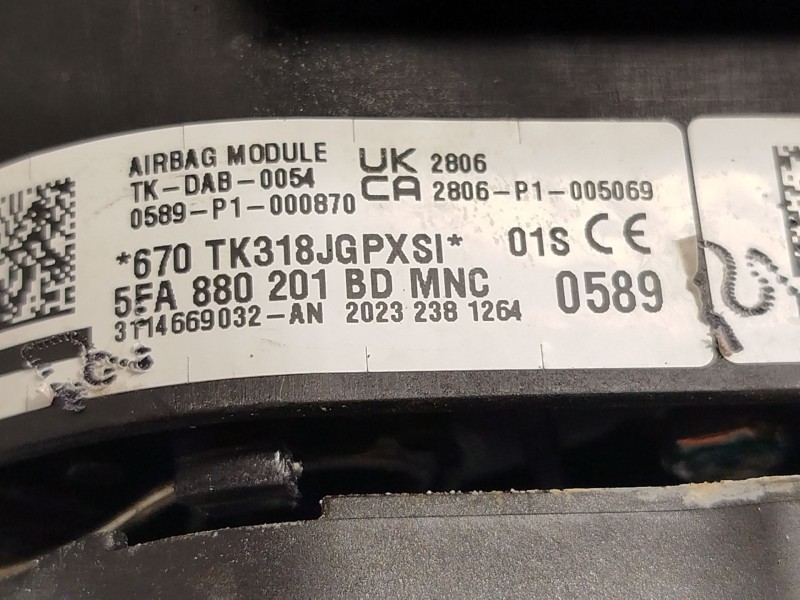 AIRBAG MODULE
TK-DAB-0054
0589-P1-000870
UK
CA
2806
2806-P1-005069
*670 TK318JGPXSI*
01S CE
5FA 880 201 BD MNC
0589
3114669032-AN 2023 238 1264